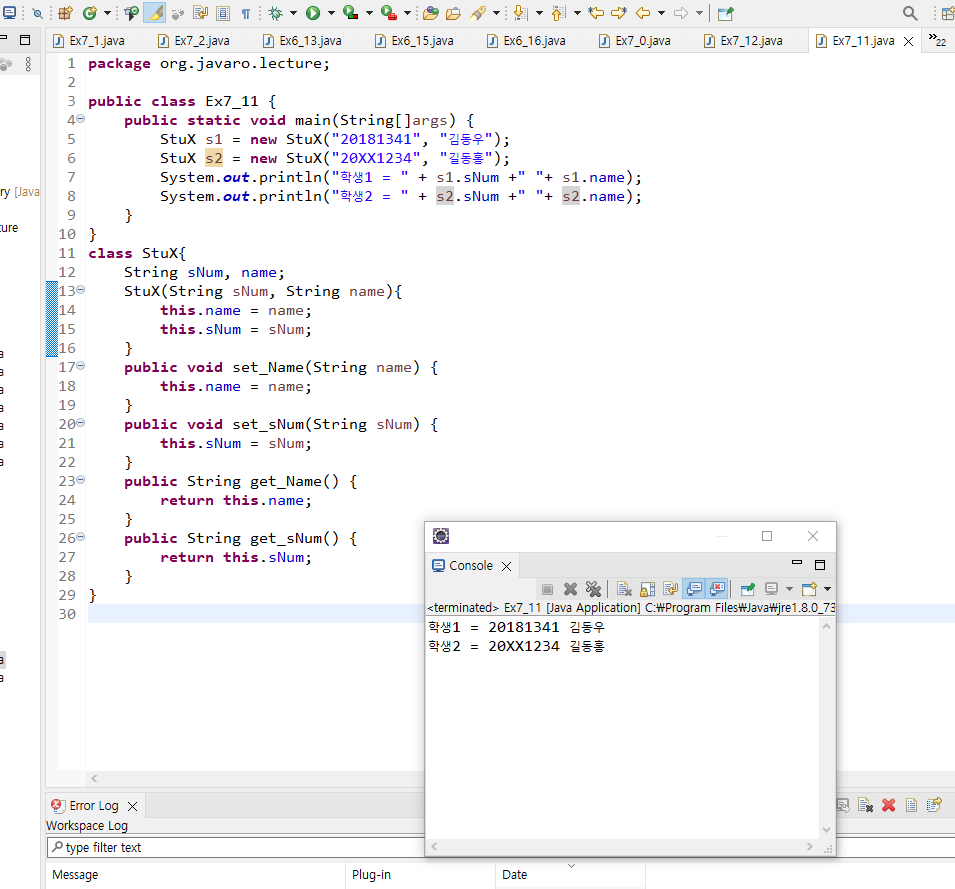 Ex7_1.java Ex7_2.java Ex6_13.java Ex6_15.java Ex6_16.java Ex7_0.java Ex7_12.java Ex7_11.java »22
ry [Java
ture
1 package org.javaro.lecture;
2
3 public class Ex7_11 {
4 public static void main(String[]args) {
5 StuX s1 = new StuX("20181341", "김동우");
6 StuX s2 = new StuX("20XX1234", "길동홍");
7 System.out.println("학생1 = " + s1.sNum +" "+ s1.name);
8 System.out.println("학생2 = " + s2.sNum +" "+ s2.name);
9 }
10 }
11 class StuX{
12 String sNum, name;
13 StuX(String sNum, String name){
14 this.name = name;
15 this.sNum = sNum;
16 }
17 public void set_Name(String name) {
18 this.name = name;
19 }
20 public void set_sNum(String sNum) {
21 this.sNum = sNum;
22 }
23 public String get_Name() {
24 return this.name;
25 }
26 public String get_sNum() {
27 return this.sNum;
28 }
29 }
30
Console
<terminated> Ex7_11 [Java Application] C:₩Program Files₩Java₩jre1.8.0_73
학생1 = 20181341 김동우
학생2 = 20XX1234 길동홍
Error Log
Workspace Log
type filter text
Message Plug-in Date